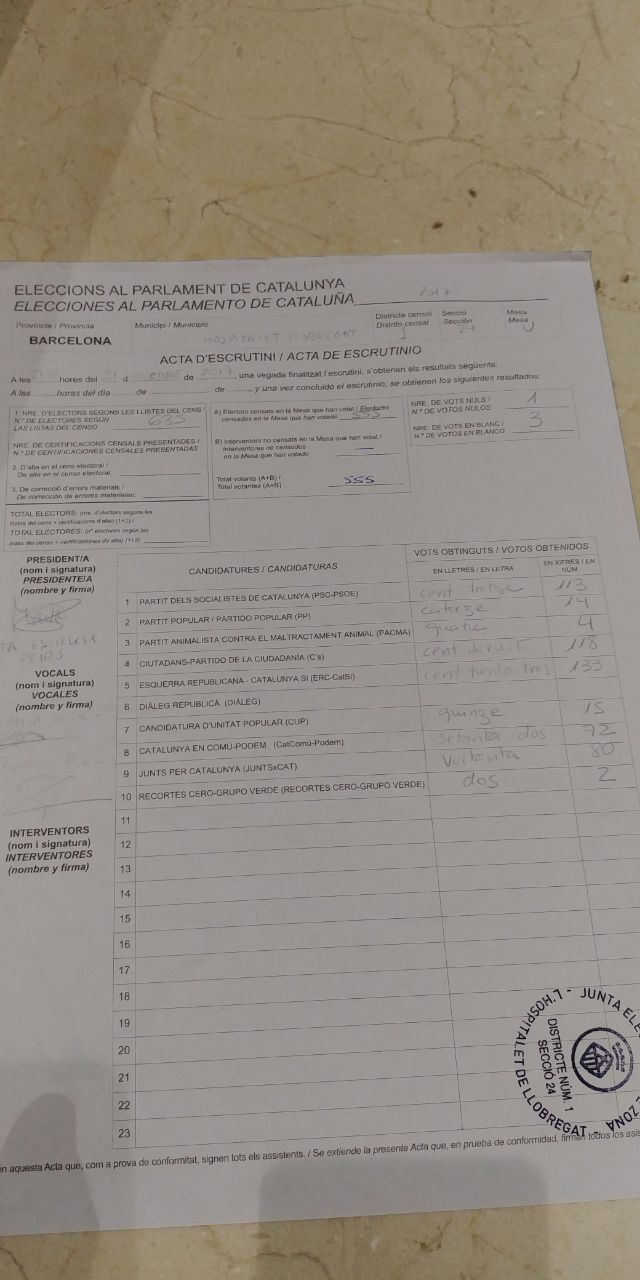 ELECCIONS AL PARLAMENT DE CATALUNYA
ELECCIONES AL PARLAMENTO DE CATALUÑA 2017
Província / Provincia Municipi / Municipio Districte censal Secció Mesa
Distrito censal Sección Mesa
BARCELONA HOSPITALET LLOBREGAT 1 24 U
ACTA D'ESCRUTINI / ACTA DE ESCRUTINIO
A les hores del 21 d de 2017, una vegada finalitzat l'escrutini, s'obtenen els resultats següents:
A las horas del día de de , y una vez concluido el escrutinio, se obtienen los siguientes resultados:
1. NRE. D'ELECTORS SEGONS LES LLISTES DEL CENS /
N.º DE ELECTORES SEGÚN
LAS LISTAS DEL CENSO 633
NRE. DE CERTIFICACIONS CENSALS PRESENTADES /
N.º DE CERTIFICACIONES CENSALES PRESENTADAS
2. D'alta en el cens electoral /
De alta en el censo electoral
3. De correcció d'errors materials /
De corrección de errores materiales
TOTAL ELECTORS: (nre. d'electors segons les
llistes del cens + certificacions d'alta) (1+2) /
TOTAL ELECTORES: (nº electores según las
listas del censo + certificaciones de alta) (1+2)
A) Electors censats en la Mesa que han votat / Electores
censados en la Mesa que han votado 555
B) Interventors no censats en la Mesa que han votat /
Interventores no censados
en la Mesa que han votado —
Total votants (A+B) /
Total votantes (A+B) 555
NRE. DE VOTS NULS /
N.º DE VOTOS NULOS 1
NRE. DE VOTS EN BLANC /
N.º DE VOTOS EN BLANCO 3
PRESIDENT/A
(nom i signatura)
PRESIDENTE/A
(nombre y firma)
VOCALS
(nom i signatura)
VOCALES
(nombre y firma)
INTERVENTORS
(nom i signatura)
INTERVENTORES
(nombre y firma)
CANDIDATURES / CANDIDATURAS VOTS OBTINGUTS / VOTOS OBTENIDOS
EN LLETRES / EN LETRA EN XIFRES / EN NÚM.
1 PARTIT DELS SOCIALISTES DE CATALUNYA (PSC-PSOE) cent tretze 113
2 PARTIT POPULAR / PARTIDO POPULAR (PP) catorze 14
3 PARTIT ANIMALISTA CONTRA EL MALTRACTAMENT ANIMAL (PACMA) quatre 4
4 CIUTADANS-PARTIDO DE LA CIUDADANÍA (C's) cent divuit 118
5 ESQUERRA REPUBLICANA - CATALUNYA SÍ (ERC-CatSí) cent trenta-tres 133
6 DIÀLEG REPUBLICÀ (DIÀLEG)
7 CANDIDATURA D'UNITAT POPULAR (CUP) quinze 15
8 CATALUNYA EN COMÚ-PODEM (CatComú-Podem) setanta dos 72
9 JUNTS PER CATALUNYA (JUNTSxCAT) vuitanta 80
10 RECORTES CERO-GRUPO VERDE (RECORTES CERO-GRUPO VERDE) dos 2
11
12
13
14
15
16
17
18
19
20
21
22
23
JUNTA ELE ZONA - L'HOSPITALET DE LLOBREGAT -
DISTRICTE NÚM. 1
SECCIÓ 24
én aquesta Acta que, com a prova de conformitat, signen tots els assistents. / Se extiende la presente Acta que, en prueba de conformidad, firman todos los asis